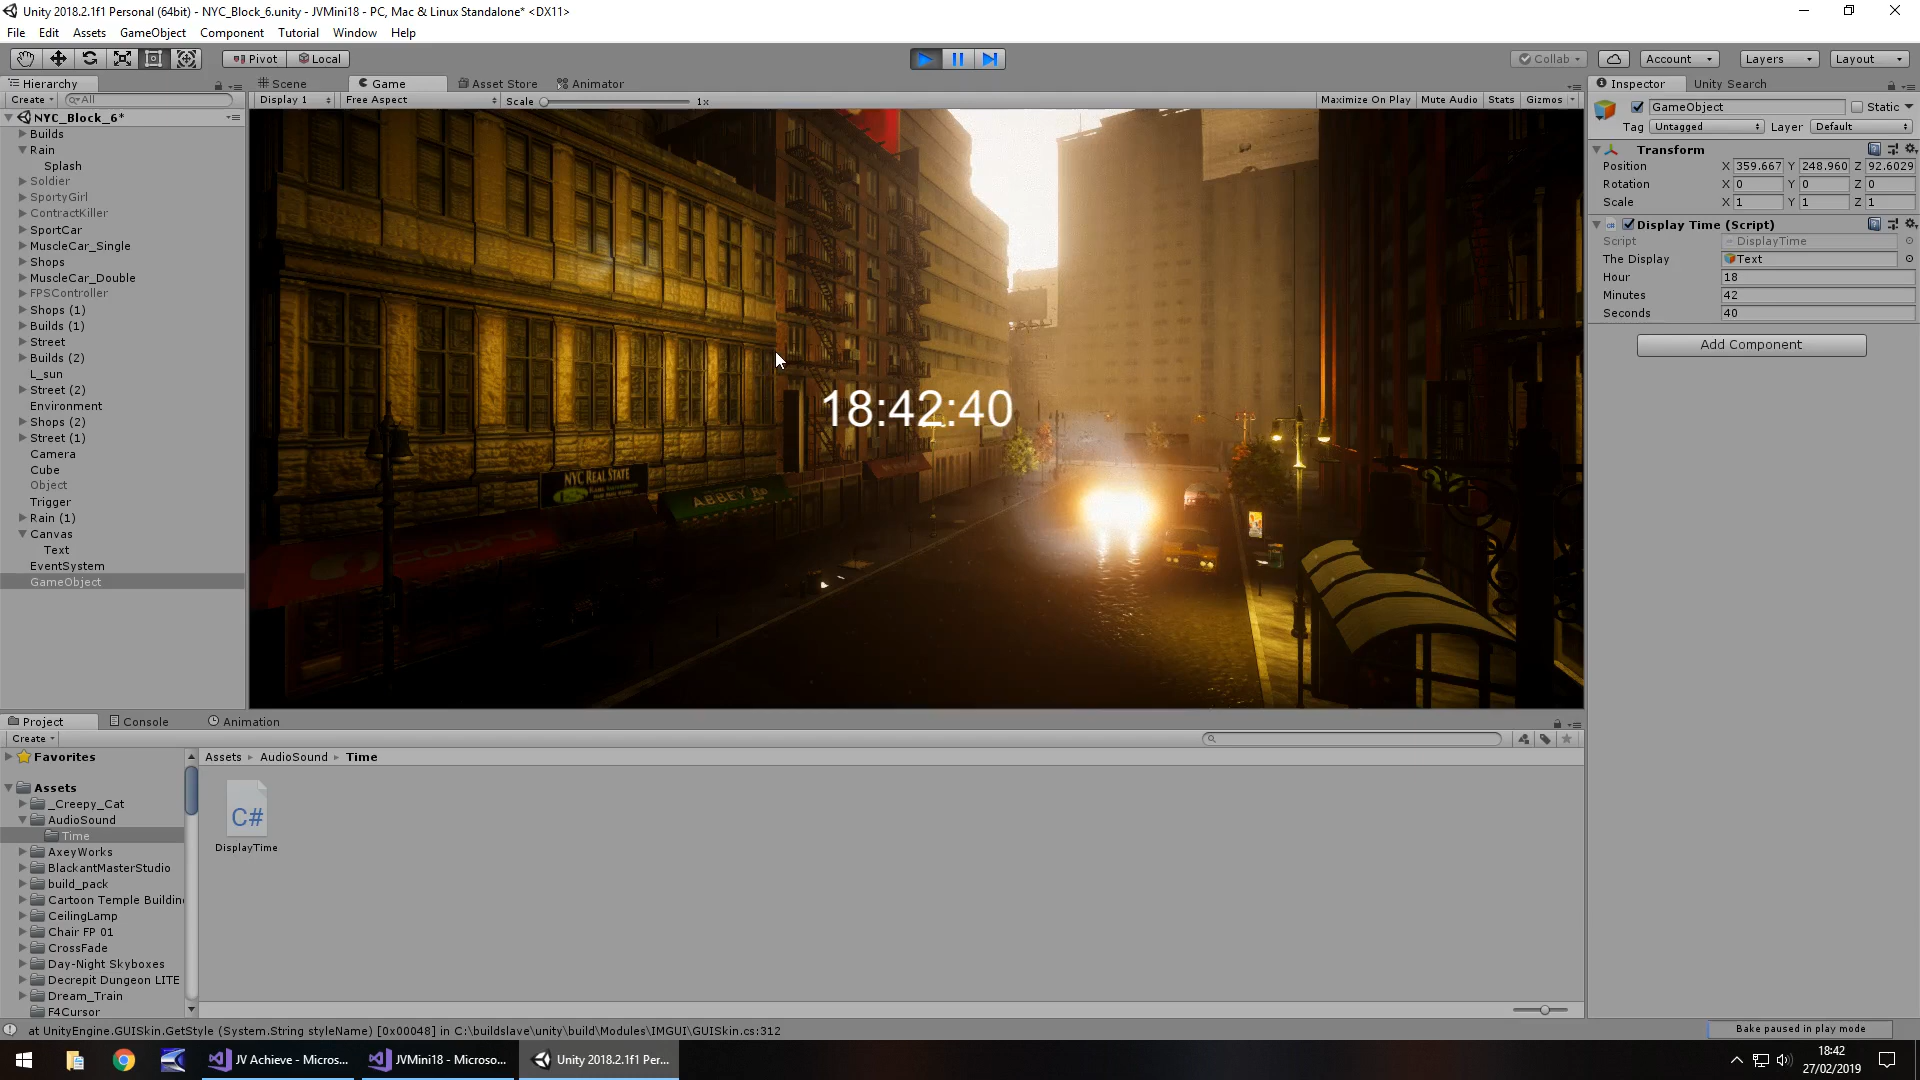 Unity 2018.2.1f1 Personal (64bit) - NYC_Block_6.unity - JVMini18 - PC, Mac & Linux Standalone* <DX11>
File Edit Assets GameObject Component Tutorial Window Help
Pivot Local Collab Account Layers Layout
Hierarchy Scene Game Asset Store Animator Inspector Unity Search
Create All Display 1 Free Aspect Scale 1x Maximize On Play Mute Audio Stats Gizmos
GameObject Static
NYC_Block_6*
Tag Untagged Layer Default
Builds
Rain
Splash
Soldier
SportyGirl
ContractKiller
SportCar
MuscleCar_Single
Shops
MuscleCar_Double
FPSController
Shops (1)
Builds (1)
Street
Builds (2)
L_sun
Street (2)
Environment
Shops (2)
Street (1)
Camera
Cube
Object
Trigger
Rain (1)
Canvas
Text
EventSystem
GameObject
18:42:40
NYC REAL STATE
ABBEY Rd
Transform
Position X 359.667 Y 248.960 Z 92.6029
Rotation X 0 Y 0 Z 0
Scale X 1 Y 1 Z 1
Display Time (Script)
Script DisplayTime
The Display Text
Hour 18
Minutes 42
Seconds 40
Add Component
Project Console Animation
Create
Favorites
Assets
_Creepy_Cat
AudioSound
Time
AxeyWorks
BlackantMasterStudio
build_pack
Cartoon Temple Building
CeilingLamp
Chair FP 01
CrossFade
Day-Night Skyboxes
Decrepit Dungeon LITE
Dream_Train
F4Cursor
Assets AudioSound Time
C#
DisplayTime
at UnityEngine.GUISkin.GetStyle (System.String styleName) [0x00048] in C:\buildslave\unity\build\Modules\IMGUI\GUISkin.cs:312
Bake paused in play mode
JV Achieve - Micros...
JVMini18 - Microso...
Unity 2018.2.1f1 Per...
18:42
27/02/2019